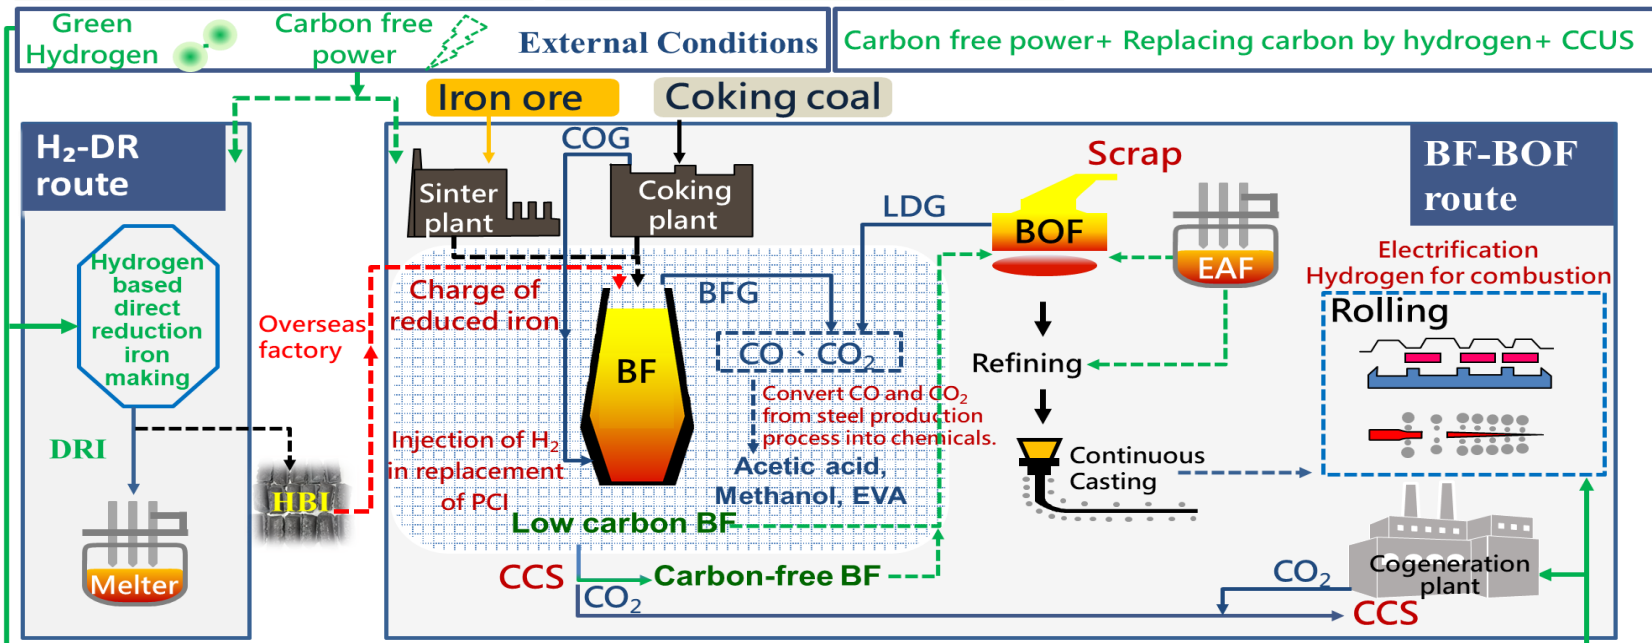 Green
Hydrogen
Carbon free
power
External Conditions
Carbon free power+ Replacing carbon by hydrogen+ CCUS
Iron ore
Coking coal
H₂-DR
route
COG
Sinter
plant
Coking
plant
Scrap
BF-BOF
route
LDG
BOF
EAF
Electrification
Hydrogen for combustion
Hydrogen
based
direct
reduction
iron
making
Overseas
factory
Charge of
reduced iron
BFG
BF
CO、CO₂
Refining
Rolling
Convert CO and CO₂
from steel production
process into chemicals.
DRI
HBI
Injection of H₂
in replacement
of PCI
Acetic acid,
Methanol, EVA
Continuous
Casting
Low carbon BF
Melter
CCS
Carbon-free BF
CO₂
CO₂
Cogeneration
plant
CCS